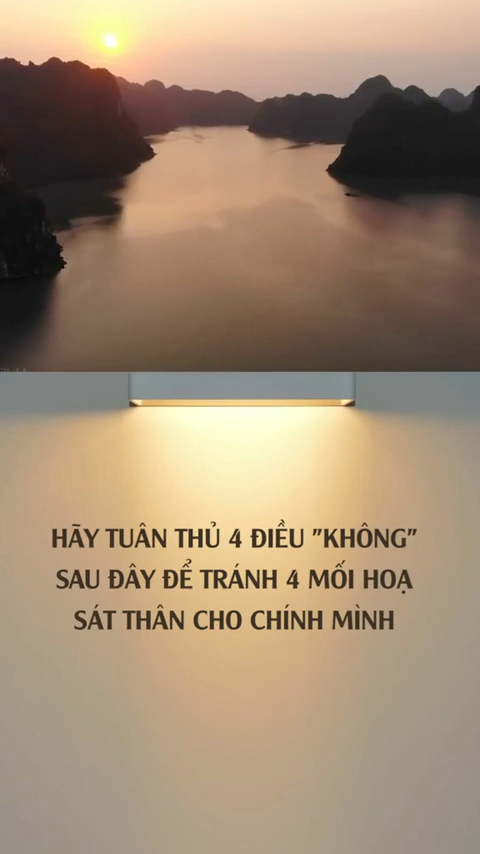 HÃY TUÂN THỦ 4 ĐIỀU "KHÔNG"
SAU ĐÂY ĐỂ TRÁNH 4 MỐI HOẠ
SÁT THÂN CHO CHÍNH MÌNH